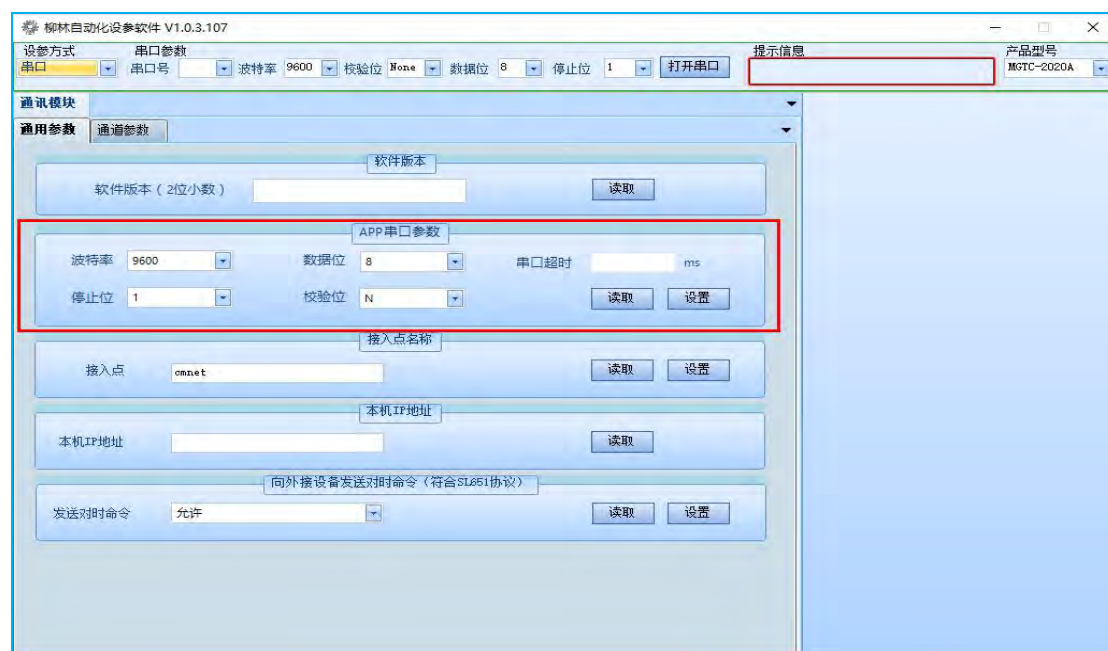 柳林自动化设参软件 V1.0.3.107
设参方式 串口参数 提示信息 产品型号
串口 串口号 波特率 9600 校验位 None 数据位 8 停止位 1 打开串口 MGTC-2020A
通讯模块
通用参数 通道参数
软件版本
软件版本(2位小数) 读取
APP串口参数
波特率 9600 数据位 8 串口超时 ms
停止位 1 校验位 N 读取 设置
接入点名称
接入点 cmnet 读取 设置
本机IP地址
本机IP地址 读取
向外接设备发送对时命令(符合SL651协议)
发送对时命令 允许 读取 设置